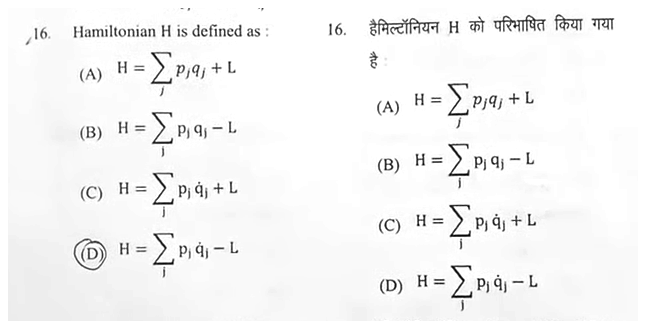 16. Hamiltonian H is defined as :
(A) H = ∑_j p_j q_j + L
(B) H = ∑_j p_j q_j – L
(C) H = ∑_j p_j q̇_j + L
(D) H = ∑_j p_j q̇_j – L
16. हैमिल्टॉनियन H को परिभाषित किया गया
है :
(A) H = ∑_j p_j q_j + L
(B) H = ∑_j p_j q_j – L
(C) H = ∑_j p_j q̇_j + L
(D) H = ∑_j p_j q̇_j – L